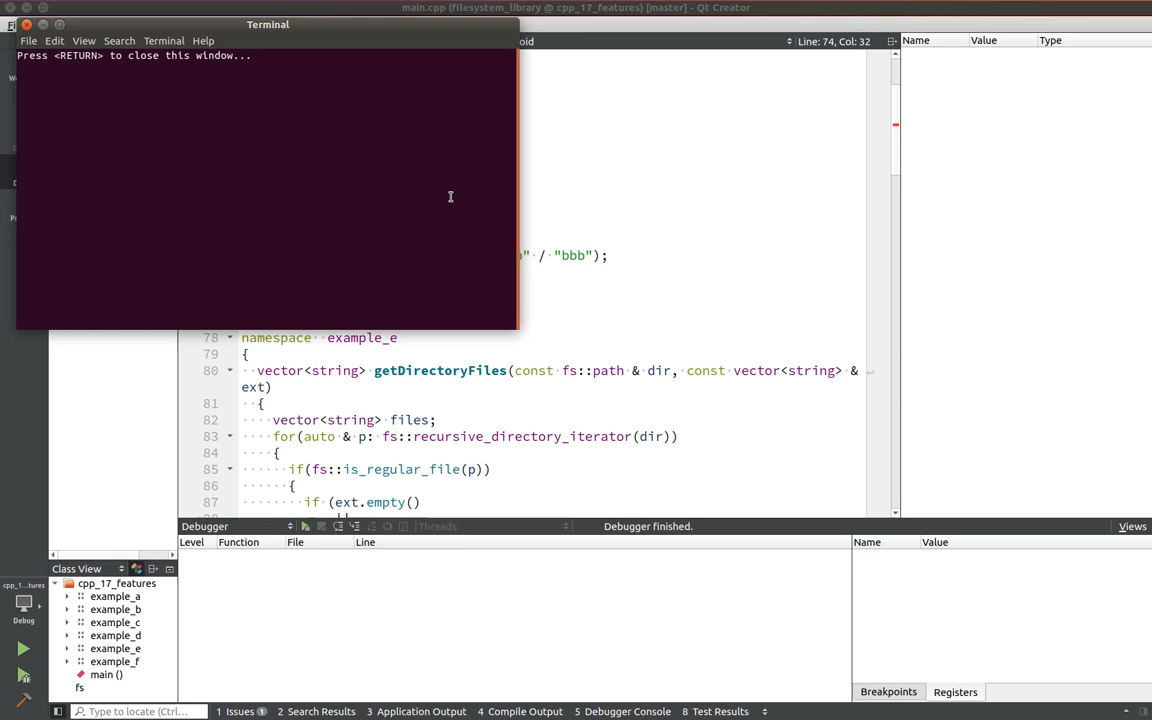 main.cpp (filesystem_library @ cpp_17_features) [master] - Qt Creator
Terminal
File Edit View Search Terminal Help
Press <RETURN> to close this window...
oid
Line: 74, Col: 32
Name Value Type
" / "bbb");
78 namespace example_e
79 {
80 vector<string> getDirectoryFiles(const fs::path & dir, const vector<string> &
ext)
81 {
82 vector<string> files;
83 for(auto & p: fs::recursive_directory_iterator(dir))
84 {
85 if(fs::is_regular_file(p))
86 {
87 if (ext.empty()
Debugger Threads: Debugger finished. Views
Level Function File Line
Name Value
Class View
cpp_17_features
example_a
example_b
example_c
example_d
example_e
example_f
main ()
fs
cpp_1...tures
Debug
Breakpoints Registers
Type to locate (Ctrl... 1 Issues 1 2 Search Results 3 Application Output 4 Compile Output 5 Debugger Console 8 Test Results